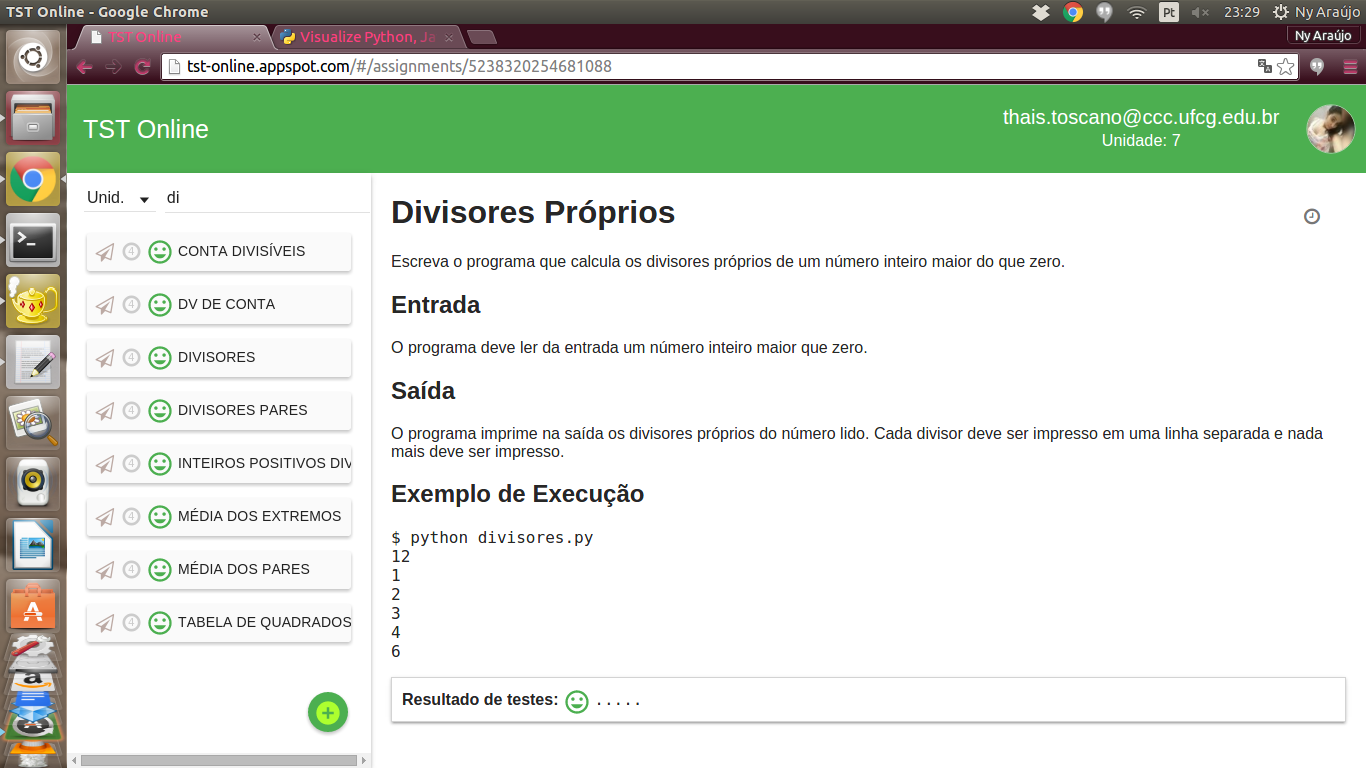 TST Online - Google Chrome
Pt
23:29
Ny Araújo
TST Online
Visualize Python, Ja
Ny Araújo
tst-online.appspot.com/#/assignments/5238320254681088
TST Online
thais.toscano@ccc.ufcg.edu.br
Unidade: 7
Unid.
di
4 CONTA DIVISÍVEIS
4 DV DE CONTA
4 DIVISORES
4 DIVISORES PARES
4 INTEIROS POSITIVOS DIV
4 MÉDIA DOS EXTREMOS
4 MÉDIA DOS PARES
4 TABELA DE QUADRADOS
Divisores Próprios
Escreva o programa que calcula os divisores próprios de um número inteiro maior do que zero.
Entrada
O programa deve ler da entrada um número inteiro maior que zero.
Saída
O programa imprime na saída os divisores próprios do número lido. Cada divisor deve ser impresso em uma linha separada e nada
mais deve ser impresso.
Exemplo de Execução
$ python divisores.py
12
1
2
3
4
6
Resultado de testes: .....